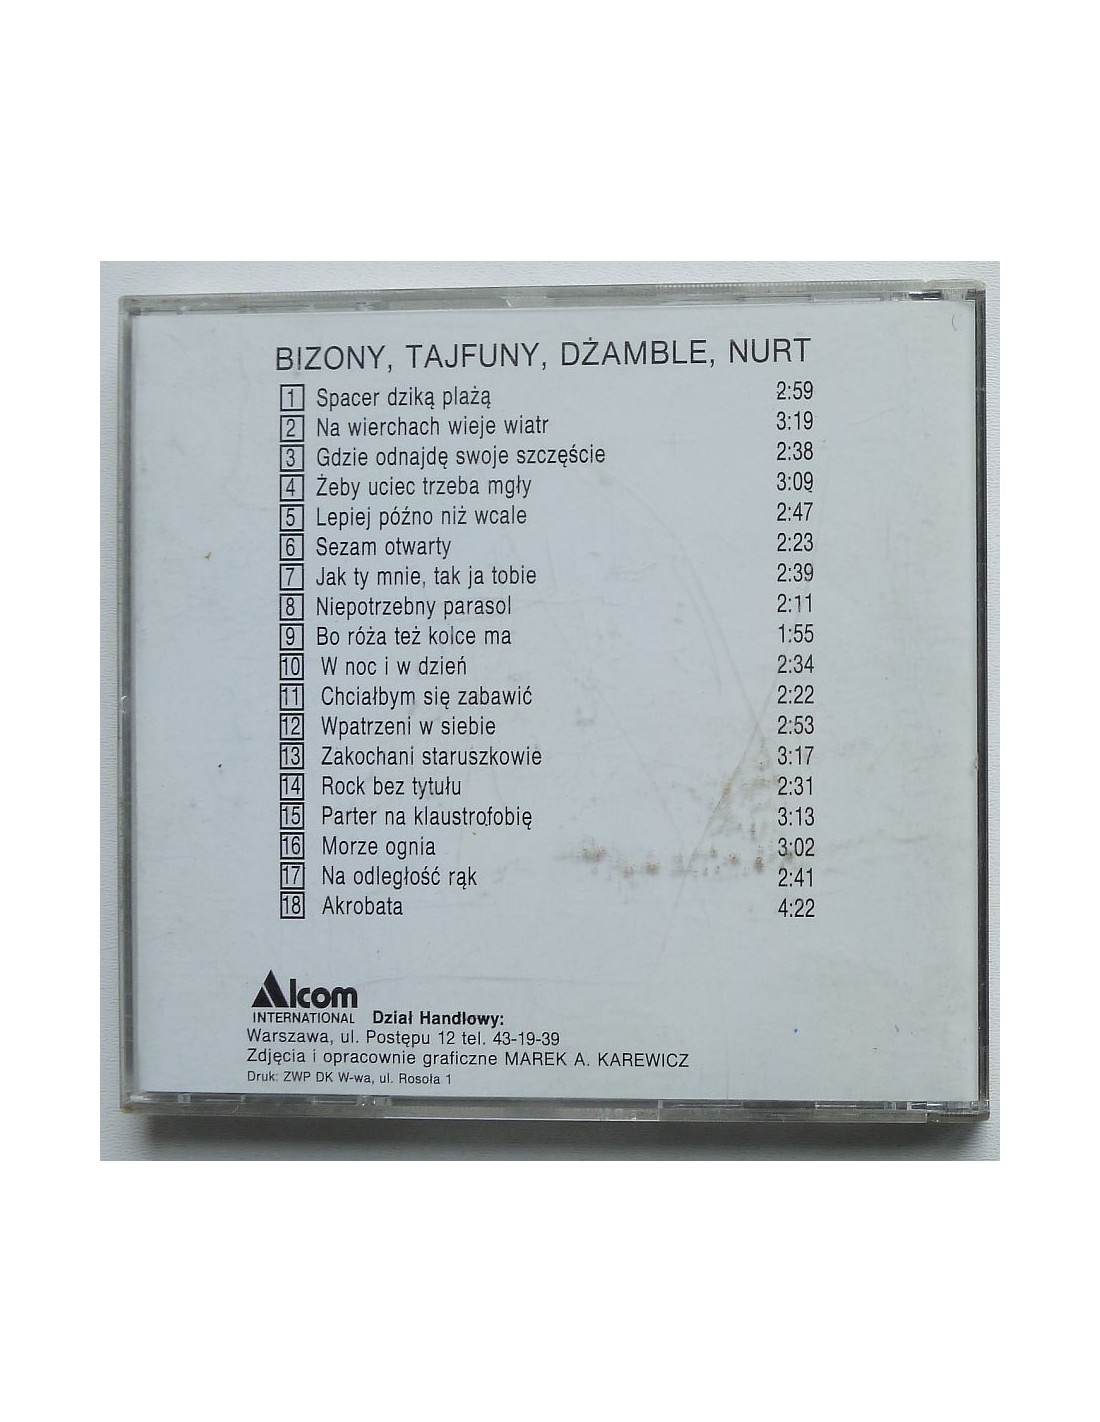 BIZONY, TAJFUNY, DŻAMBLE, NURT
1 Spacer dziką plażą 2:59
2 Na wierchach wieje wiatr 3:19
3 Gdzie odnajdę swoje szczęście 2:38
4 Żeby uciec trzeba mgły 3:09
5 Lepiej późno niż wcale 2:47
6 Sezam otwarty 2:23
7 Jak ty mnie, tak ja tobie 2:39
8 Niepotrzebny parasol 2:11
9 Bo róża też kolce ma 1:55
10 W noc i w dzień 2:34
11 Chciałbym się zabawić 2:22
12 Wpatrzeni w siebie 2:53
13 Zakochani staruszkowie 3:17
14 Rock bez tytułu 2:31
15 Parter na klaustrofobię 3:13
16 Morze ognia 3:02
17 Na odległość rąk 2:41
18 Akrobata 4:22
Alcom
INTERNATIONAL Dział Handlowy:
Warszawa, ul. Postępu 12 tel. 43-19-39
Zdjęcia i opracownie graficzne MAREK A. KAREWICZ
Druk: ZWP DK W-wa, ul. Rosoła 1